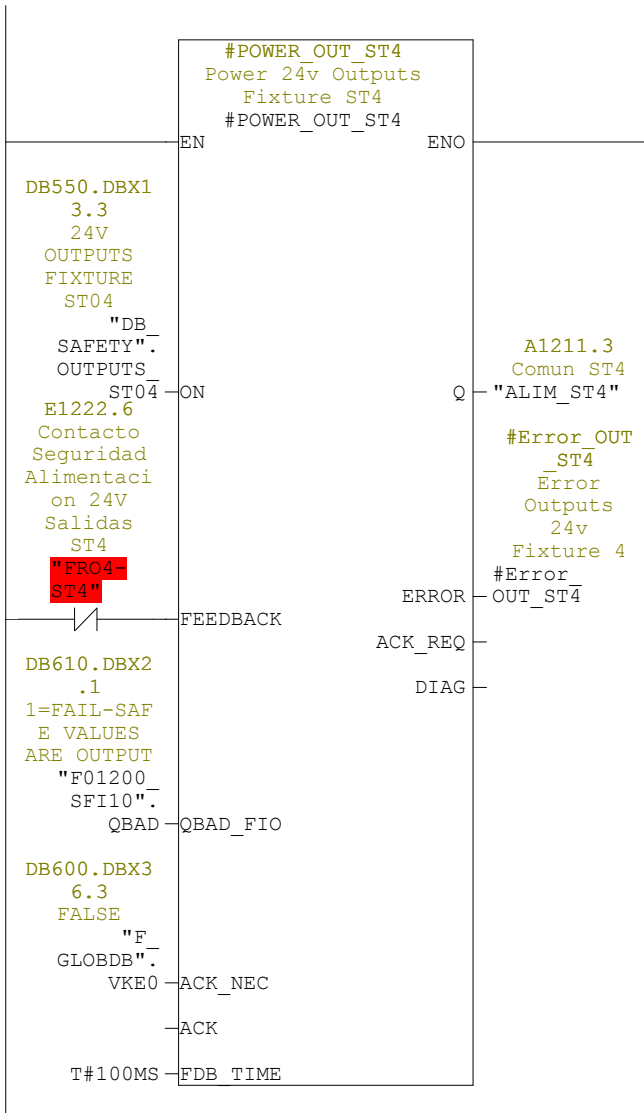 #POWER_OUT_ST4
Power 24v Outputs
Fixture ST4
#POWER_OUT_ST4
EN
ENO
DB550.DBX1
3.3
24V
OUTPUTS
FIXTURE
ST04
"DB_
SAFETY".
OUTPUTS_
ST04
ON
A1211.3
Comun ST4
Q
"ALIM_ST4"
E1222.6
Contacto
Seguridad
Alimentaci
on 24V
Salidas
ST4
"FRO4-
ST4"
FEEDBACK
#Error_OUT
_ST4
Error
Outputs
24v
Fixture 4
#Error_
ERROR
OUT_ST4
ACK_REQ
DIAG
DB610.DBX2
.1
1=FAIL-SAF
E VALUES
ARE OUTPUT
"F01200_
SFI10".
QBAD
QBAD_FIO
DB600.DBX3
6.3
FALSE
"F_
GLOBDB".
VKE0
ACK_NEC
ACK
T#100MS
FDB_TIME